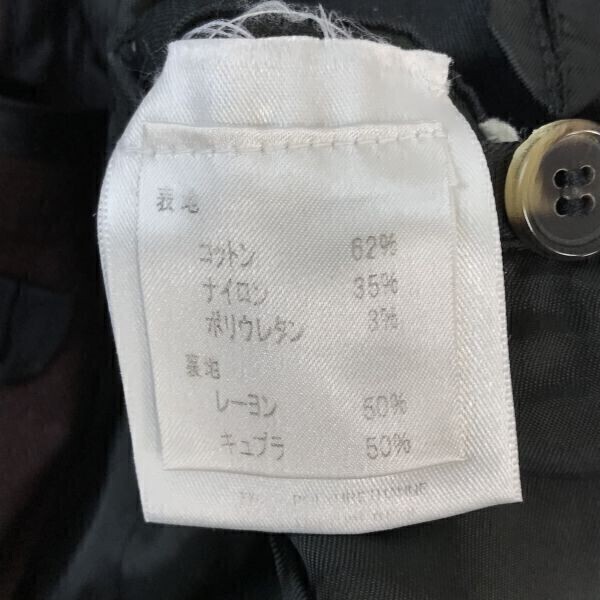 表地
コットン 62%
ナイロン 35%
ポリウレタン 3%
裏地
レーヨン 50%
キュプラ 50%